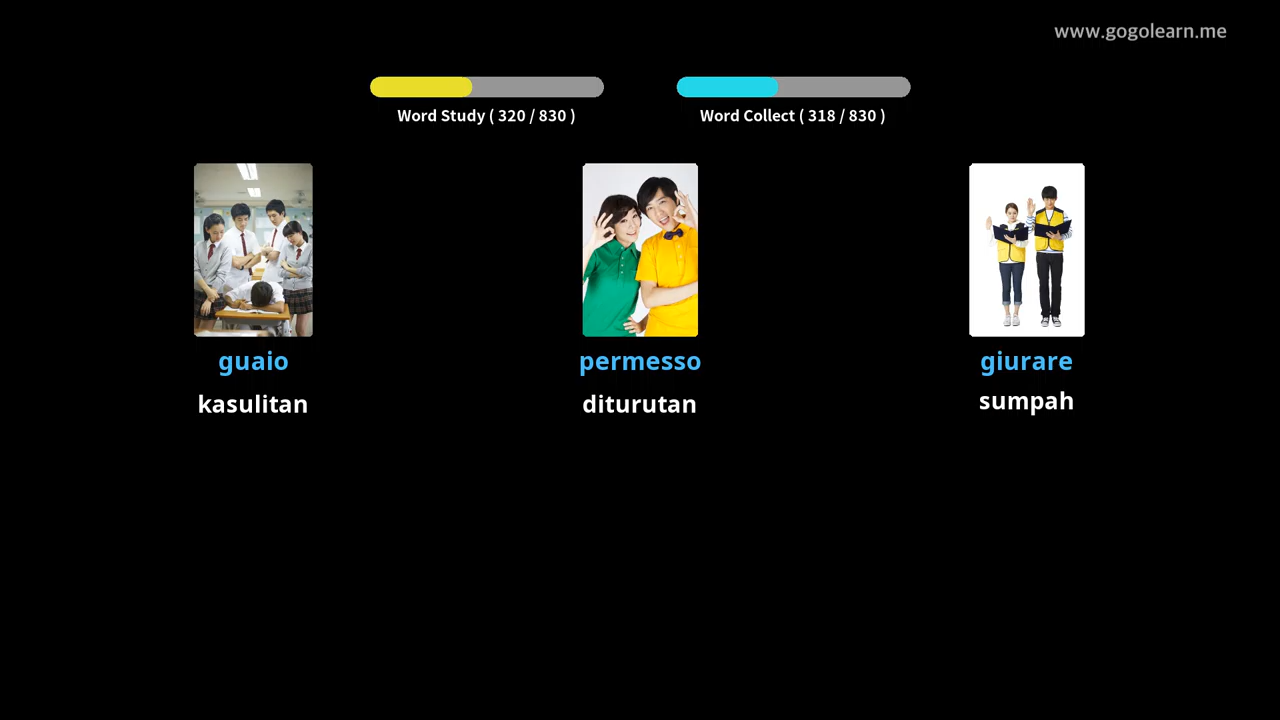 www.gogolearn.me
Word Study ( 320 / 830 )
Word Collect ( 318 / 830 )
guaio
permesso
giurare
kasulitan
diturutan
sumpah